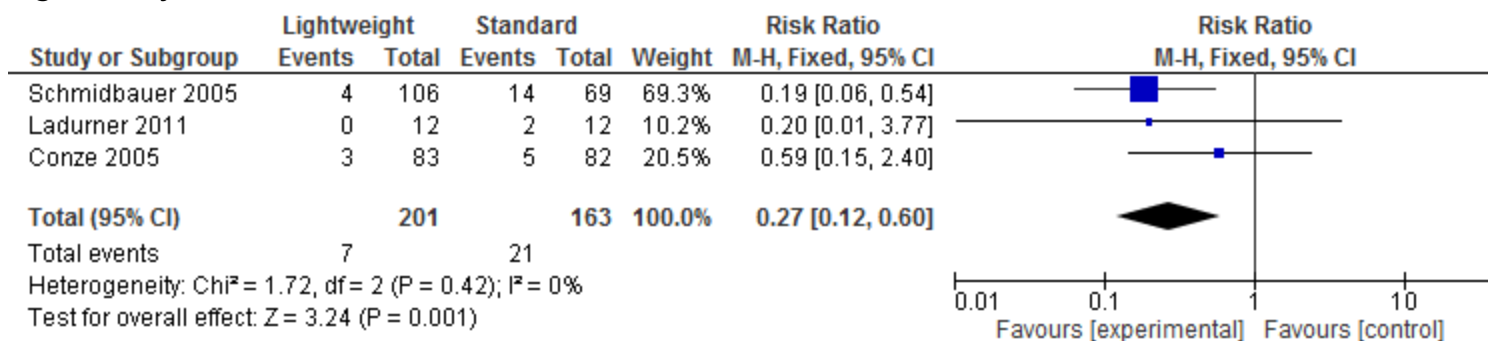 Lightweight Standard Risk Ratio Risk Ratio
Study or Subgroup Events Total Events Total Weight M-H, Fixed, 95% CI M-H, Fixed, 95% CI
Schmidbauer 2005 4 106 14 69 69.3% 0.19 [0.06, 0.54]
Ladurner 2011 0 12 2 12 10.2% 0.20 [0.01, 3.77]
Conze 2005 3 83 5 82 20.5% 0.59 [0.15, 2.40]
Total (95% CI) 201 163 100.0% 0.27 [0.12, 0.60]
Total events 7 21
Heterogeneity: Chi² = 1.72, df = 2 (P = 0.42); I² = 0%
Test for overall effect: Z = 3.24 (P = 0.001)
0.01 0.1 1 10
Favours [experimental] Favours [control]